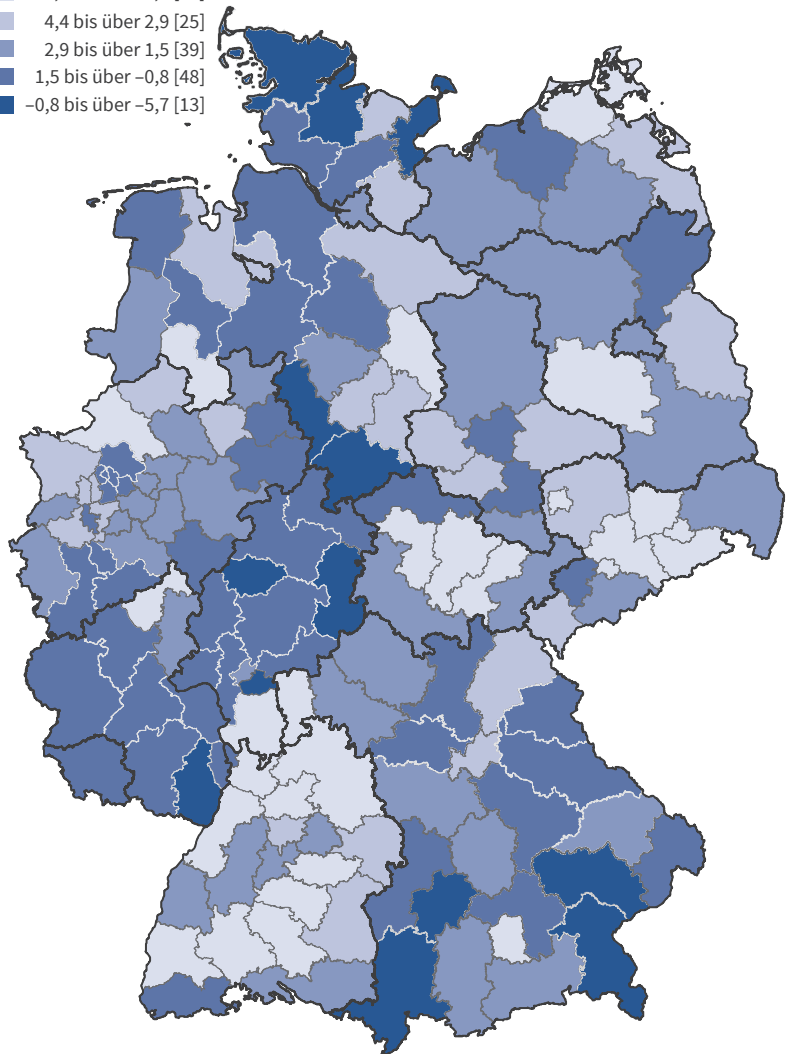 4,4 bis über 2,9 [25]
2,9 bis über 1,5 [39]
1,5 bis über –0,8 [48]
–0,8 bis über –5,7 [13]